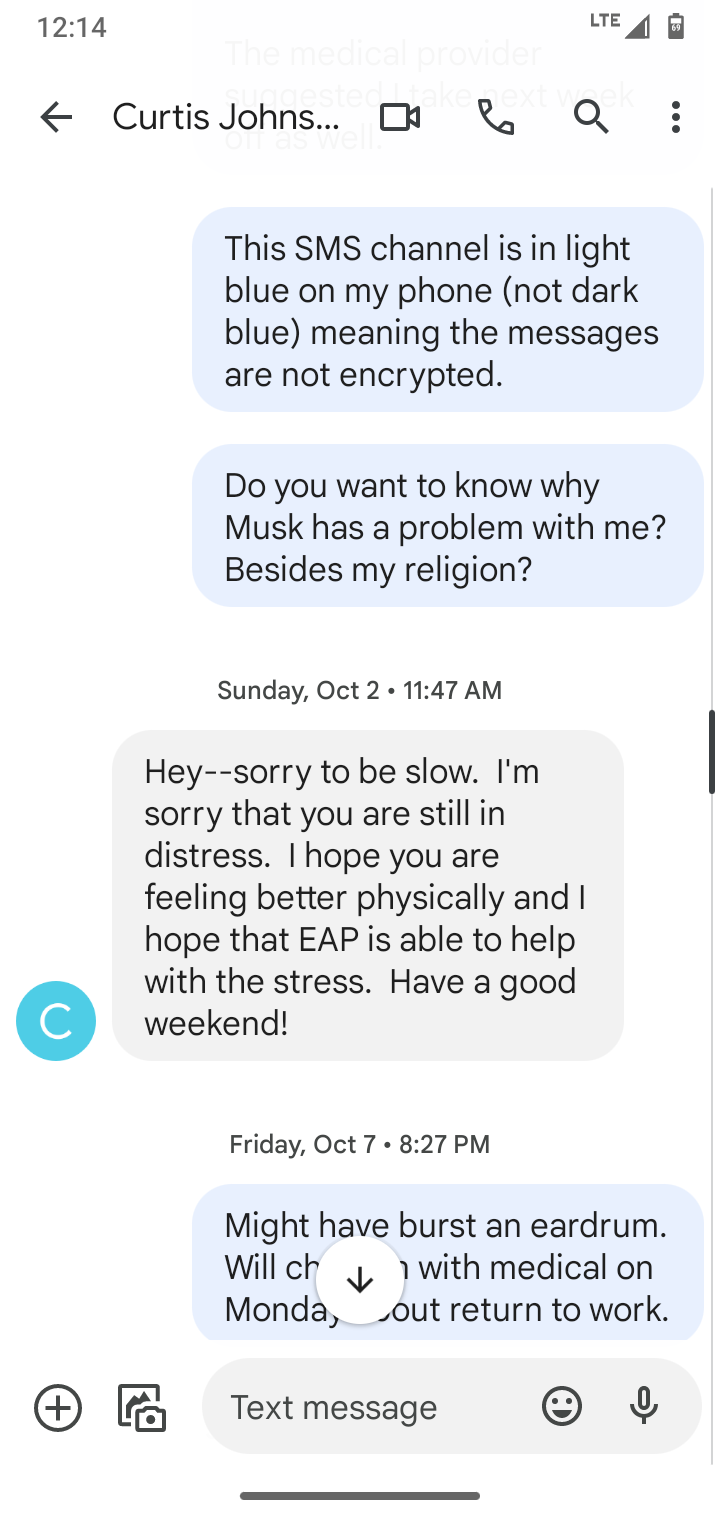 12:14
LTE
69
The medical provider
suggested I take next week
off as well.
Curtis Johns...
This SMS channel is in light
blue on my phone (not dark
blue) meaning the messages
are not encrypted.
Do you want to know why
Musk has a problem with me?
Besides my religion?
Sunday, Oct 2 • 11:47 AM
Hey--sorry to be slow.  I'm
sorry that you are still in
distress.  I hope you are
feeling better physically and I
hope that EAP is able to help
with the stress.  Have a good
weekend!
C
Friday, Oct 7 • 8:27 PM
Might have burst an eardrum.
Will with medical on
return to work.
Text message